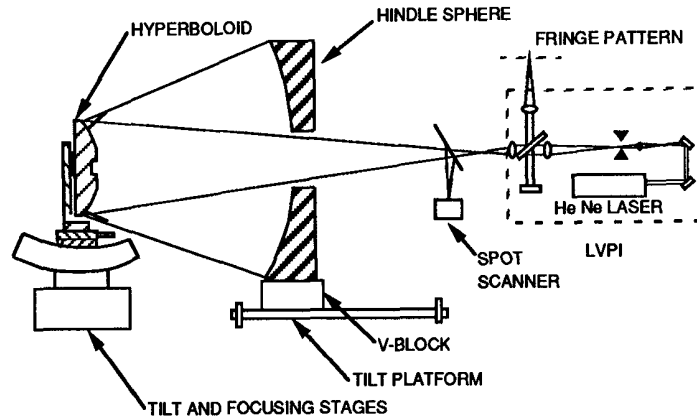 HYPERBOLOID
HINDLE SPHERE
FRINGE PATTERN
He Ne LASER
LVPI
SPOT
SCANNER
V-BLOCK
TILT PLATFORM
TILT AND FOCUSING STAGES